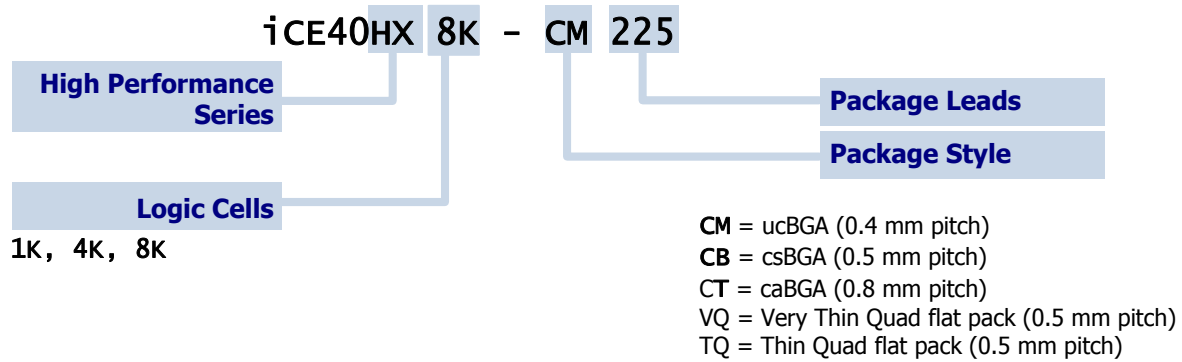 iCE40HX 8K - CM 225
High Performance
Series
Package Leads
Package Style
Logic Cells
1K, 4K, 8K
CM = ucBGA (0.4 mm pitch)
CB = csBGA (0.5 mm pitch)
CT = caBGA (0.8 mm pitch)
VQ = Very Thin Quad flat pack (0.5 mm pitch)
TQ = Thin Quad flat pack (0.5 mm pitch)